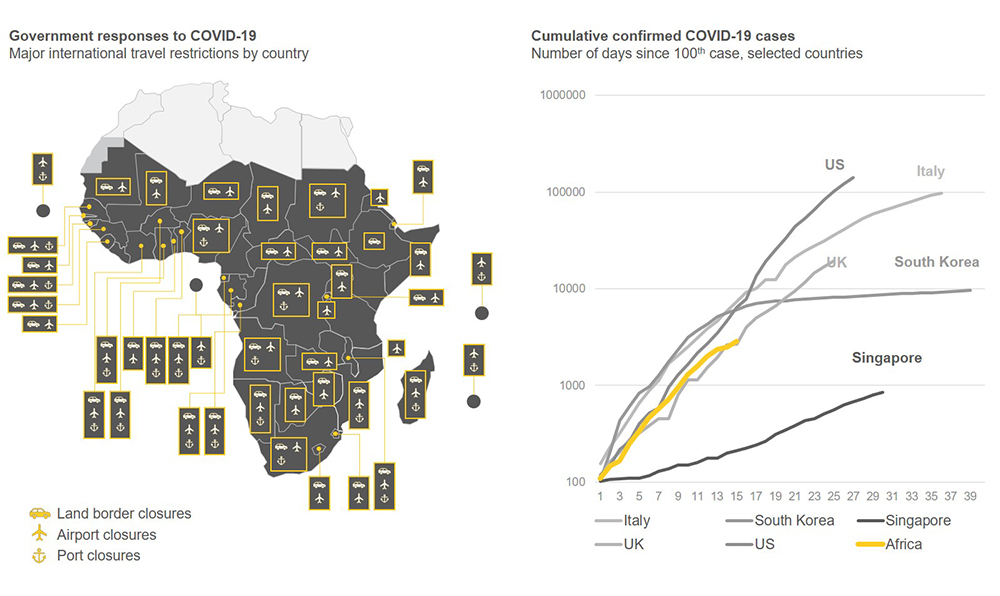 Government responses to COVID-19
Major international travel restrictions by country
Land border closures
Airport closures
Port closures
Cumulative confirmed COVID-19 cases
Number of days since 100th case, selected countries
1000000
100000
10000
1000
100
US
Italy
UK
South Korea
Singapore
1 3 5 7 9 11 13 15 17 19 21 23 25 27 29 31 33 35 37 39
Italy South Korea Singapore
UK US Africa